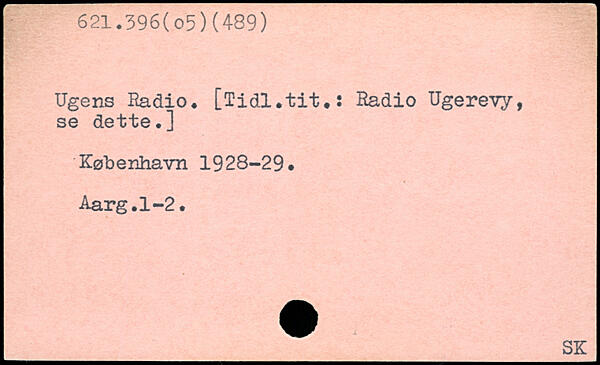 621.396(o5)(489)
Ugens Radio. [Tidl.tit.: Radio Ugerevy,
se dette.]
København 1928-29.
Aarg.1-2.
SK